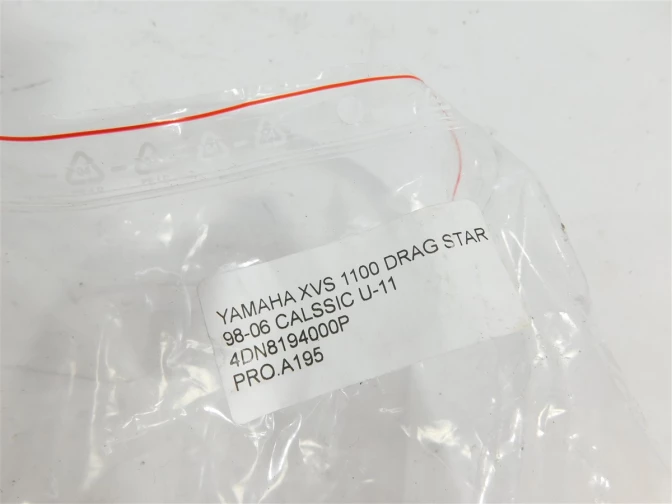 YAMAHA XVS 1100 DRAG STAR
98-06 CALSSIC U-11
4DN8194000P
PRO.A195